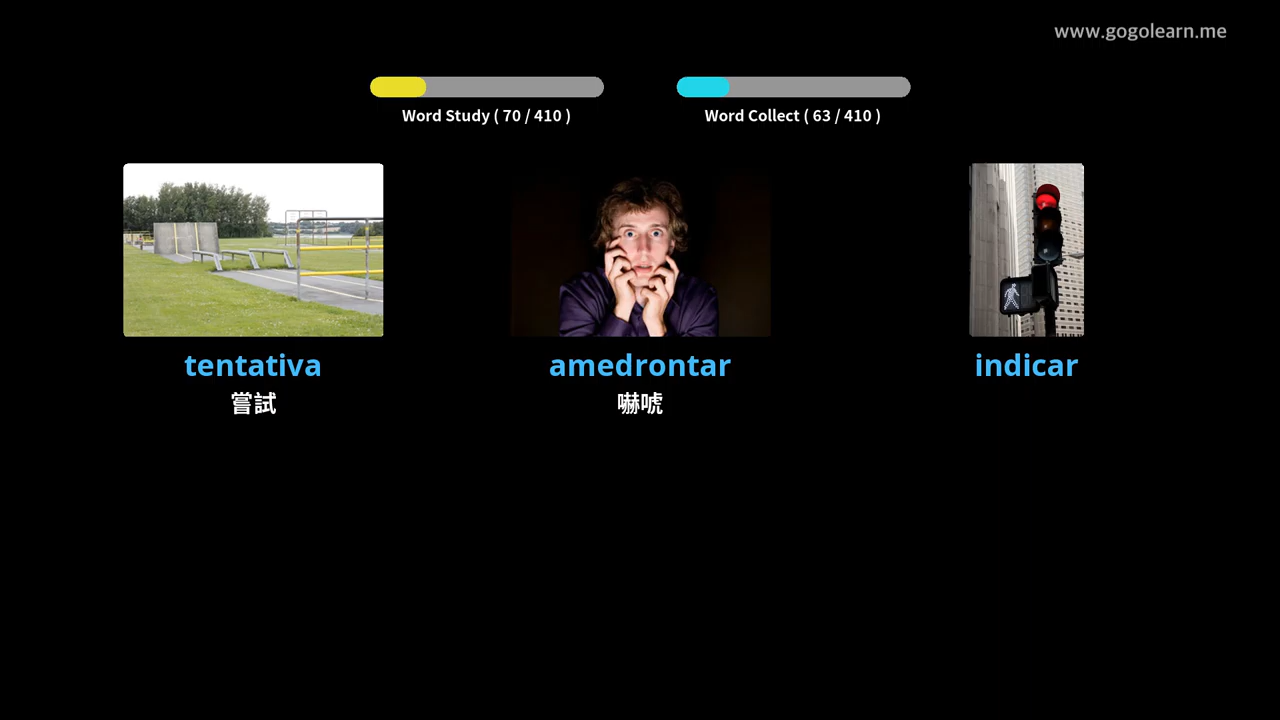 www.gogolearn.me
Word Study ( 70 / 410 )
Word Collect ( 63 / 410 )
tentativa
嘗試
amedrontar
嚇唬
indicar